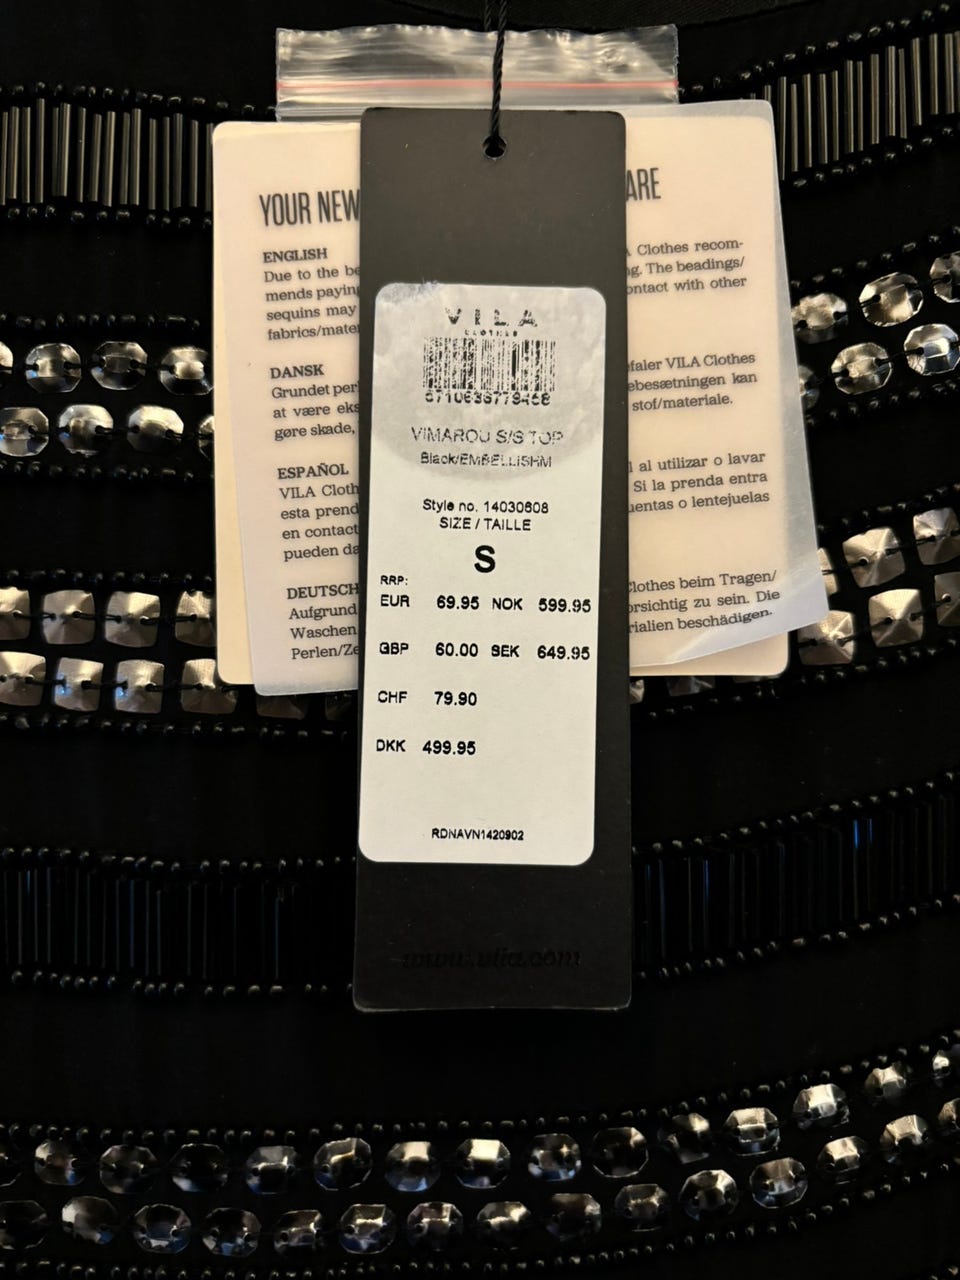 YOUR NEW
ARE
ENGLISH
Due to the be
mends paying
sequins may
fabrics/mater
Clothes recom-
g. The beadings/
ontact with other
DANSK
Grundet per
at være eks
gøre skade,
efaler VILA Clothes
ebesætningen kan
stof/materiale.
ESPAÑOL
VILA Cloth
esta prend
en contact
pueden da
l al utilizar o lavar
Si la prenda entra
uentas o lentejuelas
DEUTSCH
Aufgrund
Waschen
Perlen/Ze
Clothes beim Tragen/
orsichtig zu sein. Die
rialien beschädigen.
VILA
CLOTHES
VIMAROU S/S TOP
Black/EMBELLISHM
Style no. 14030608
SIZE / TAILLE
S
RRP:
EUR 69.95 NOK 599.95
GBP 60.00 SEK 649.95
CHF 79.90
DKK 499.95
RDNAVN1420902
www.vila.com